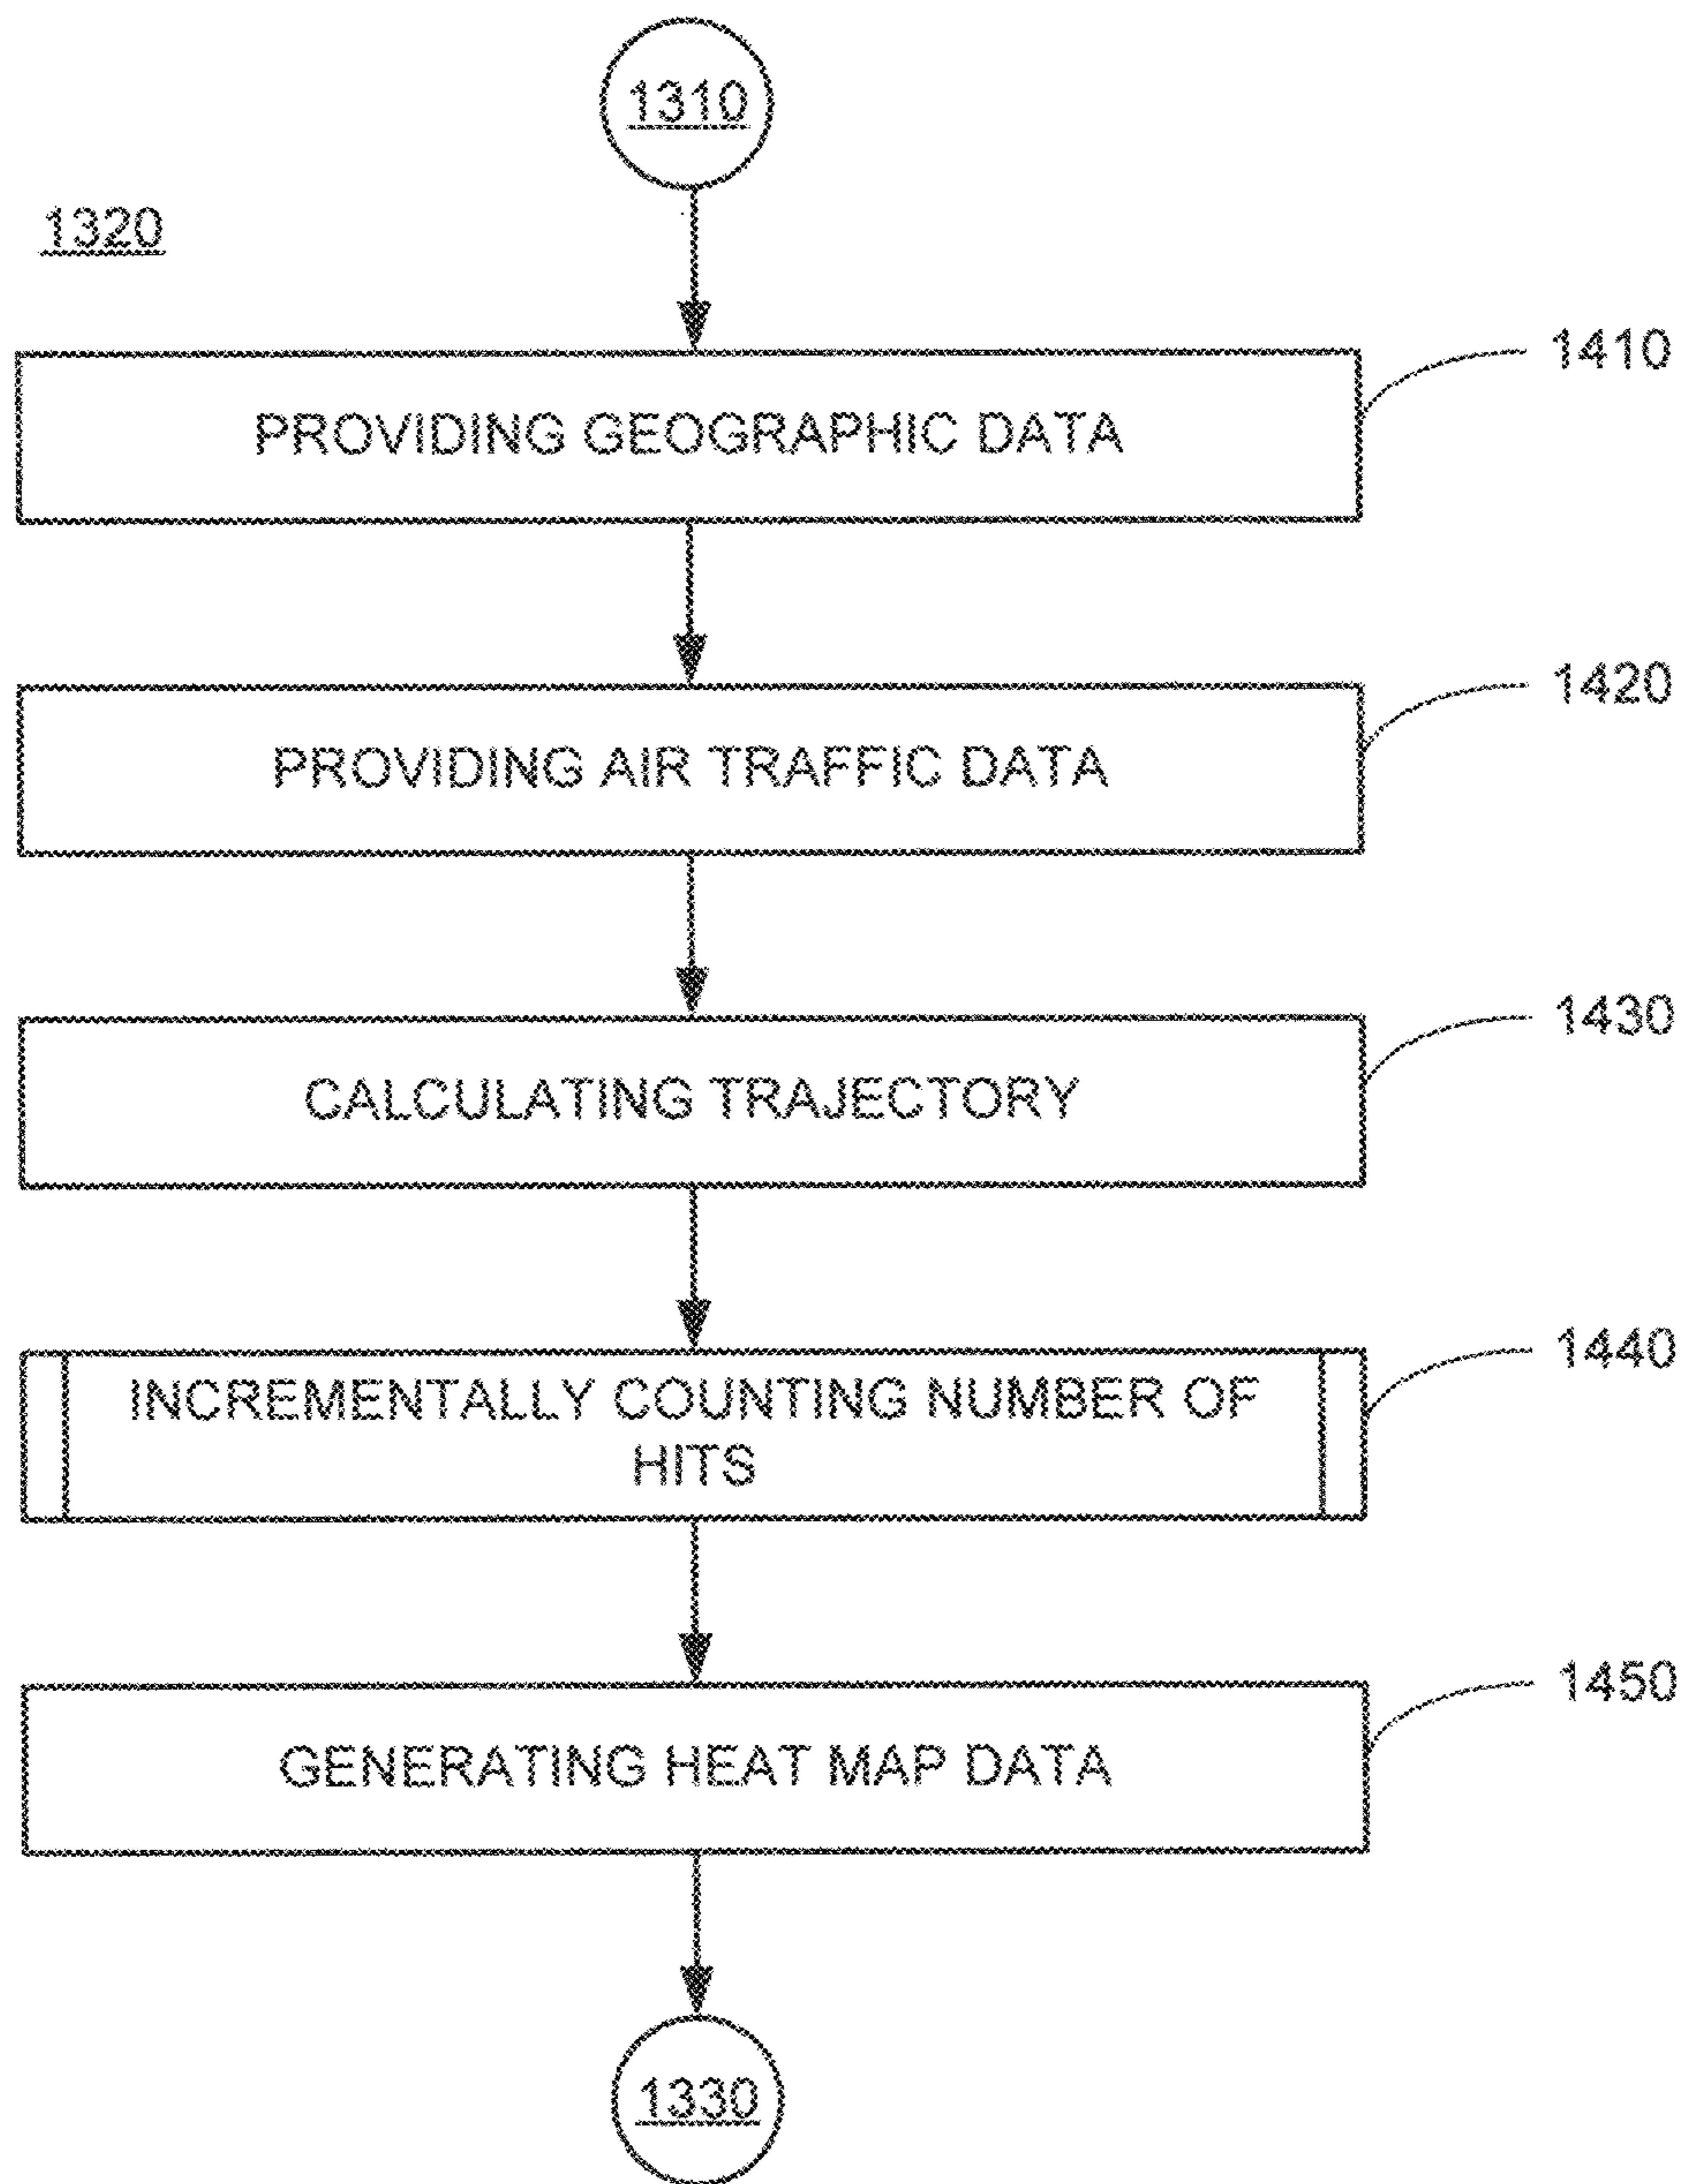 1310
1320
1410
PROVIDING GEOGRAPHIC DATA
1420
PROVIDING AIR TRAFFIC DATA
1430
CALCULATING TRAJECTORY
1440
INCREMENTALLY COUNTING NUMBER OF
HITS
1450
GENERATING HEAT MAP DATA
1330